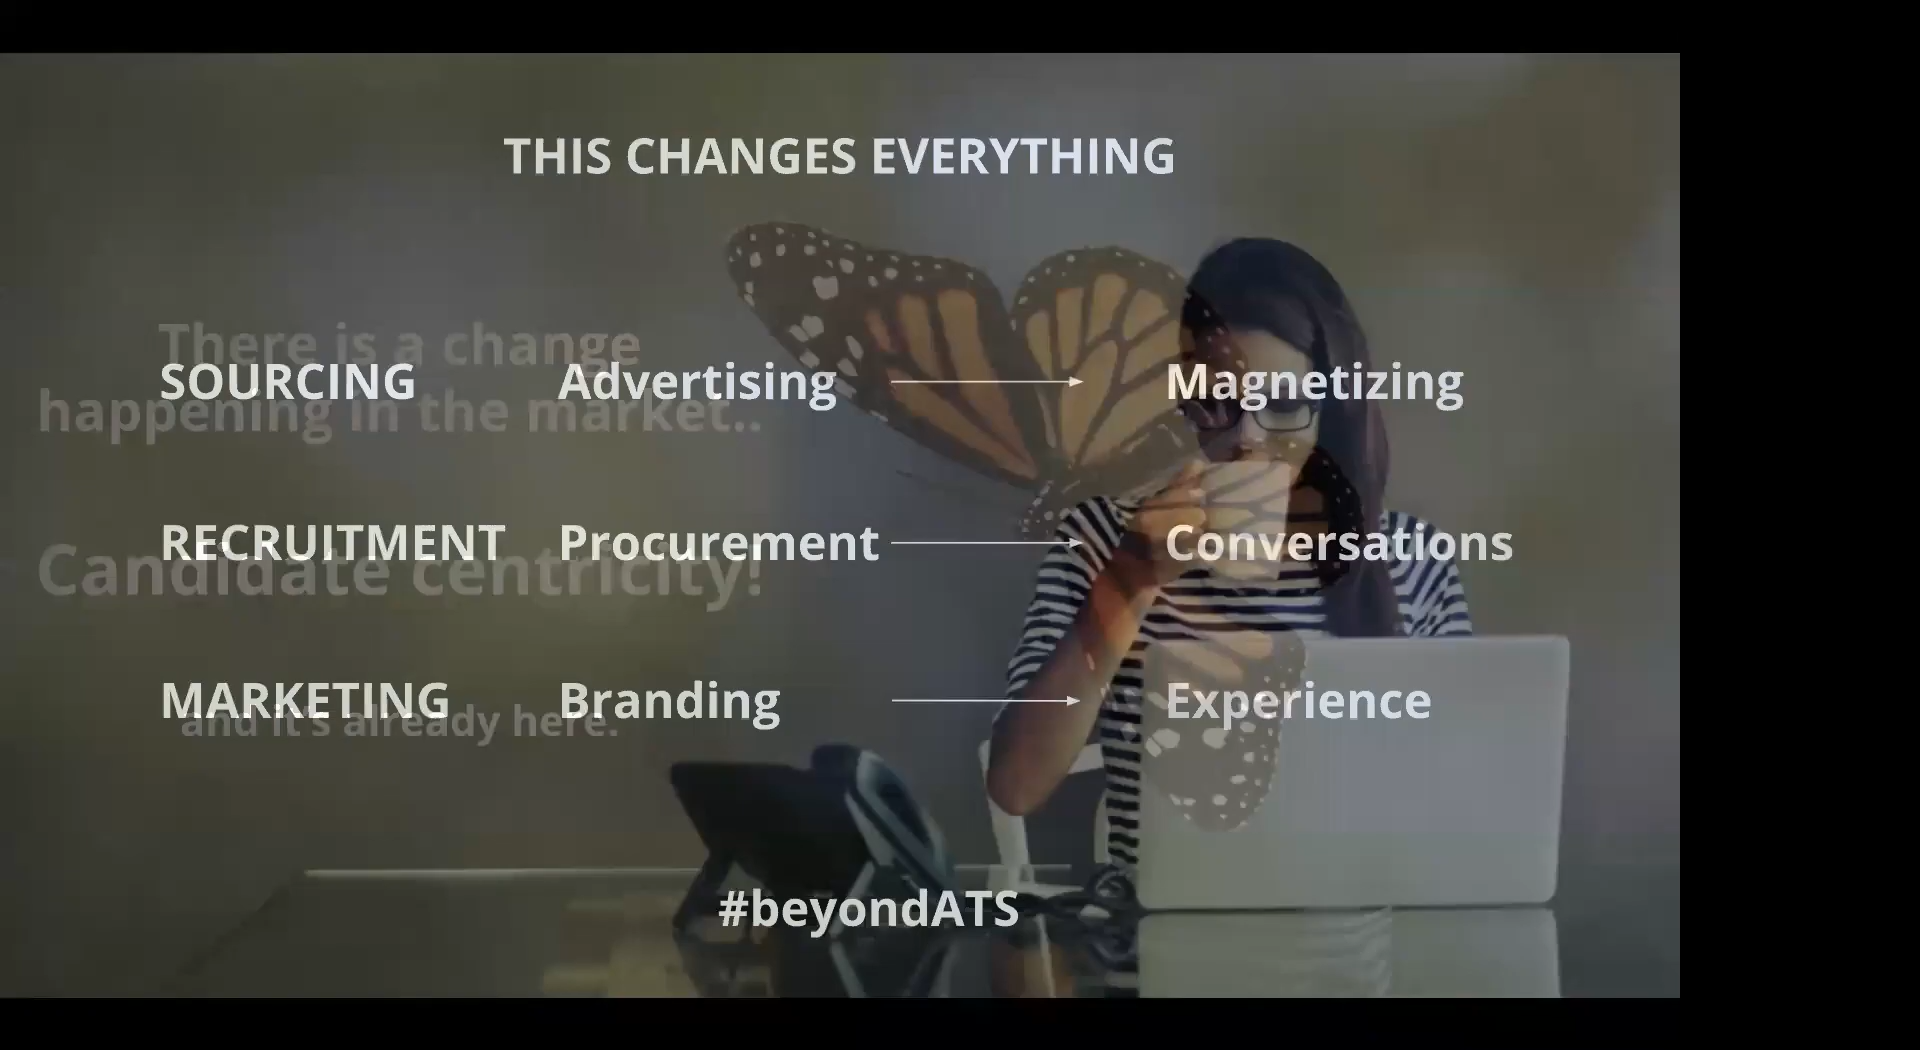 THIS CHANGES EVERYTHING
There is a change
happening in the market..
SOURCING Advertising Magnetizing
RECRUITMENT Procurement Conversations
Candidate centricity!
MARKETING Branding Experience
and it's already here.
#beyondATS